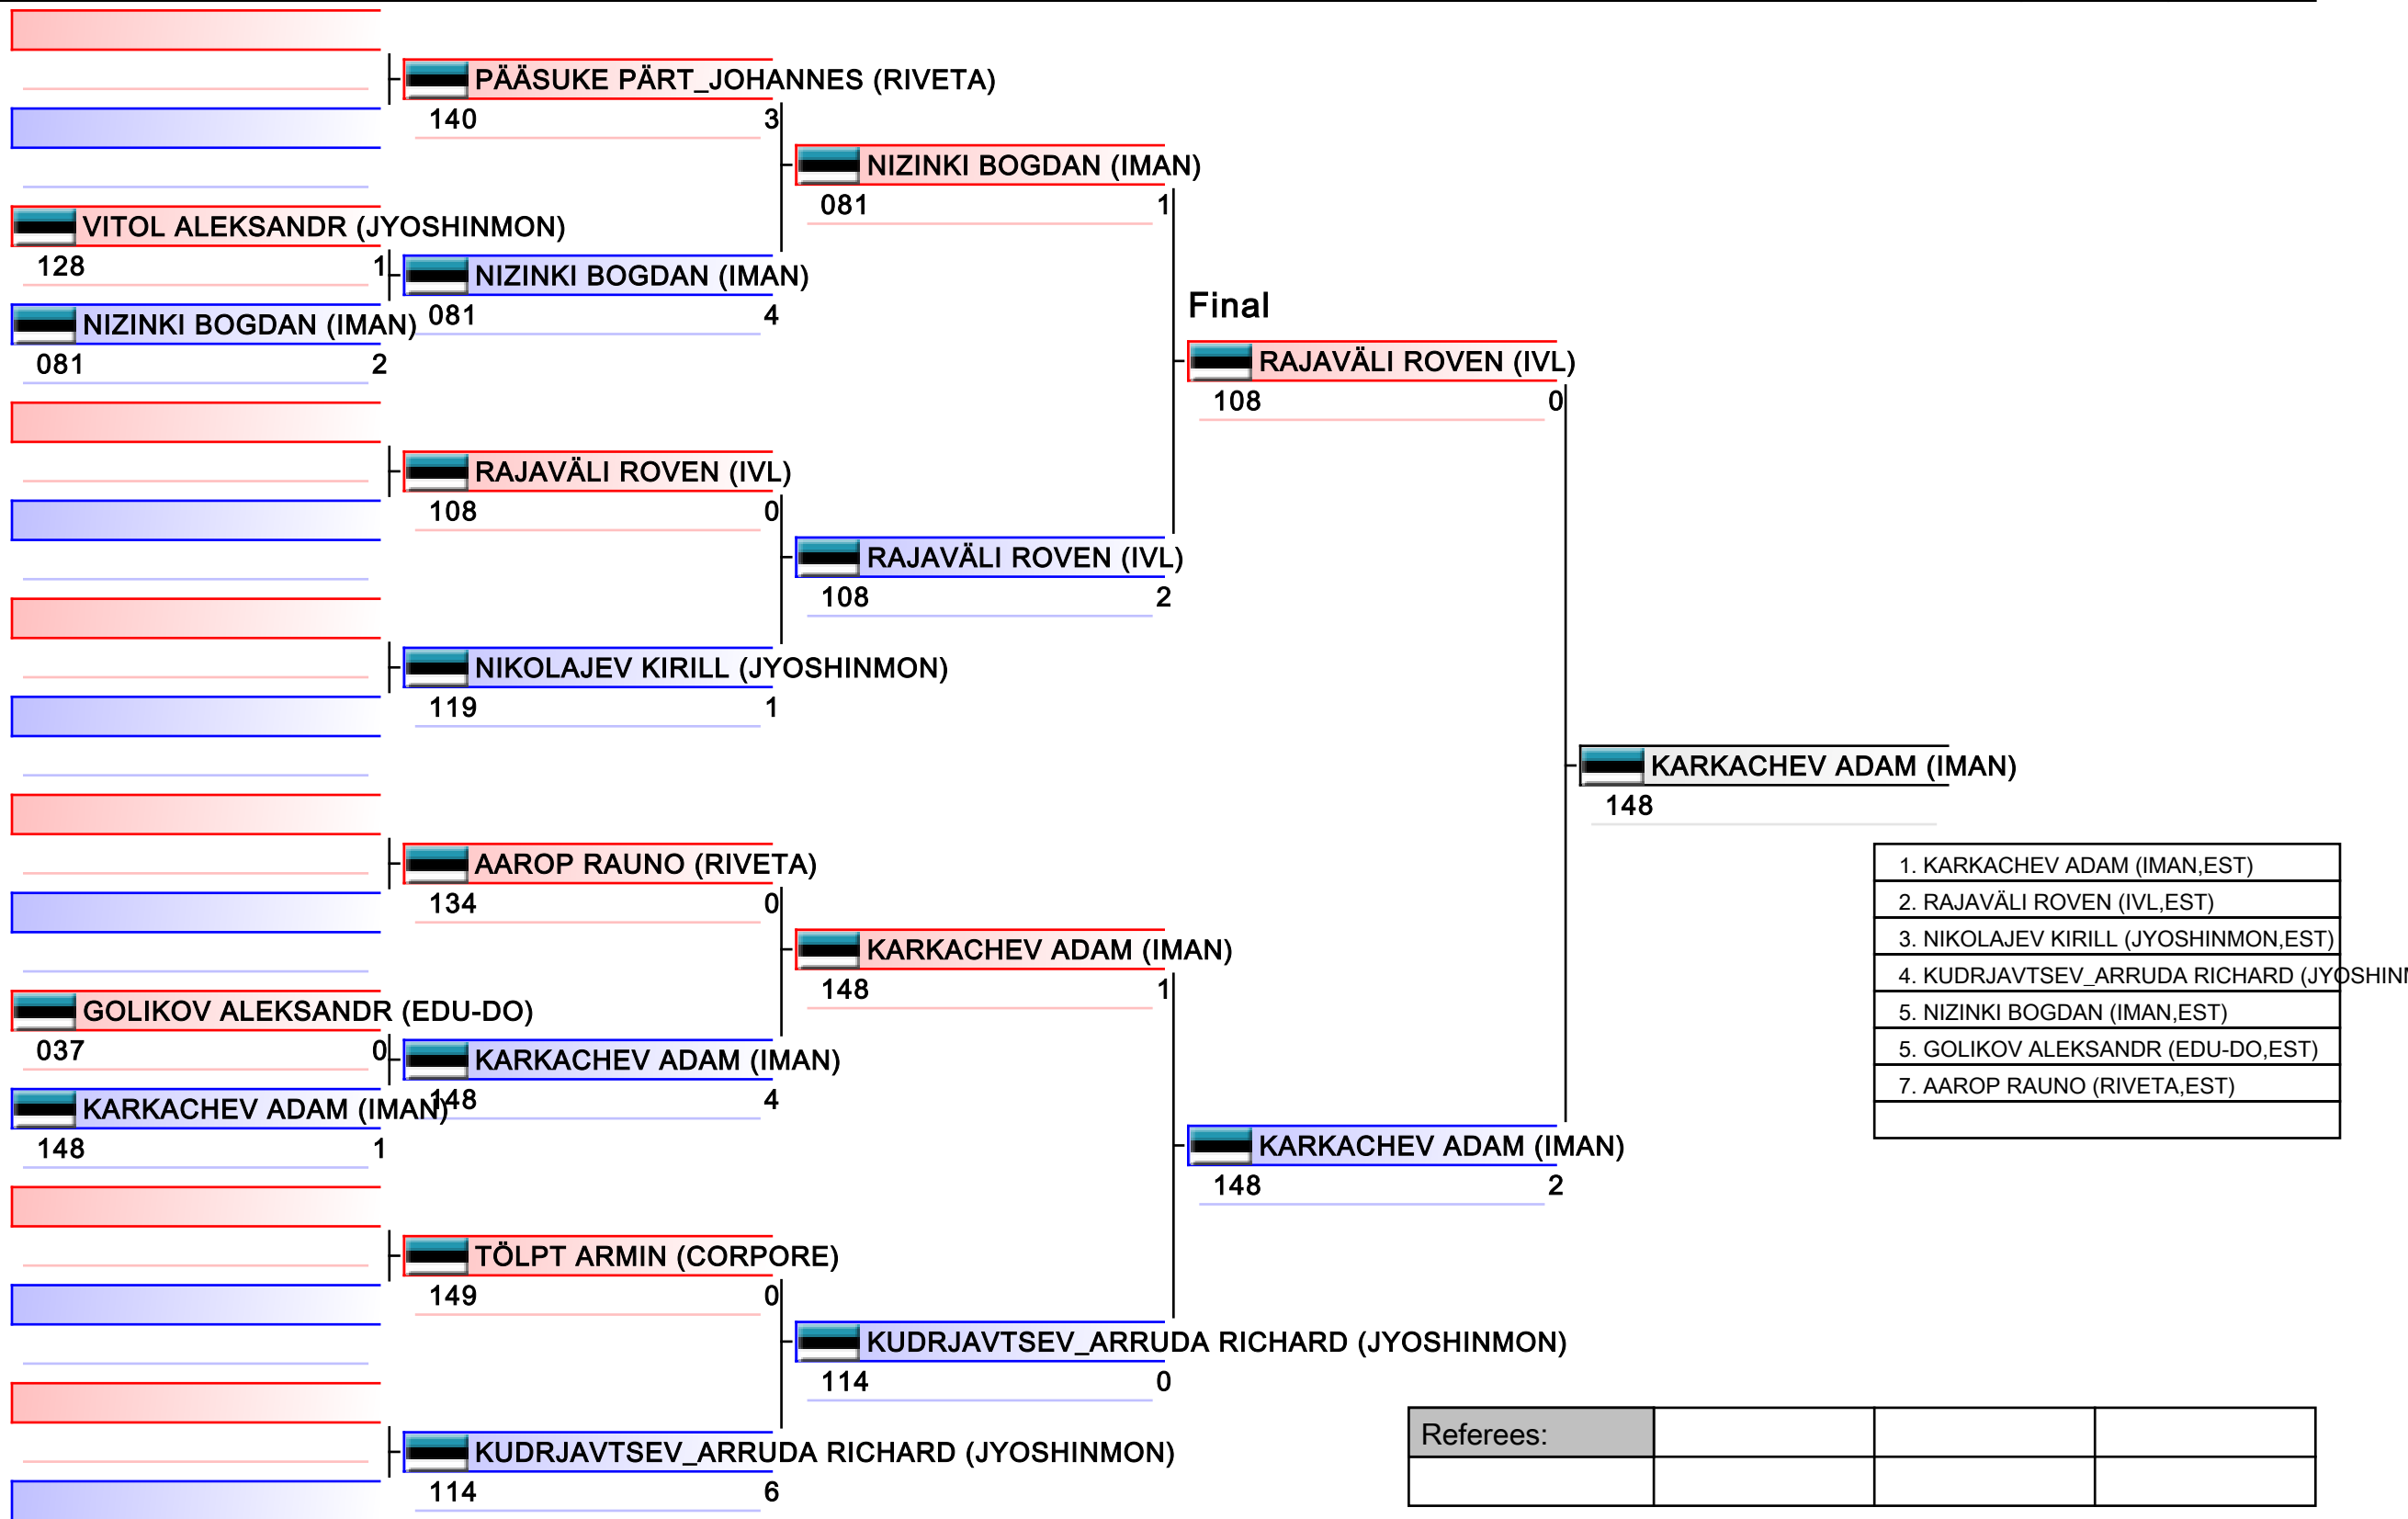 PÄÄSUKE PÄRT_JOHANNES (RIVETA)
140 3
VITOL ALEKSANDR (JYOSHINMON)
128 1
NIZINKI BOGDAN (IMAN)
081 2
NIZINKI BOGDAN (IMAN)
081 4
NIZINKI BOGDAN (IMAN)
081 1
RAJAVÄLI ROVEN (IVL)
108 0
NIKOLAJEV KIRILL (JYOSHINMON)
119 1
RAJAVÄLI ROVEN (IVL)
108 2
Final
RAJAVÄLI ROVEN (IVL)
108 0
AAROP RAUNO (RIVETA)
134 0
GOLIKOV ALEKSANDR (EDU-DO)
037 0
KARKACHEV ADAM (IMAN)
148 1
KARKACHEV ADAM (IMAN)
148 4
KARKACHEV ADAM (IMAN)
148 1
TÖLPT ARMIN (CORPORE)
149 0
KUDRJAVTSEV_ARRUDA RICHARD (JYOSHINMON)
114 6
KUDRJAVTSEV_ARRUDA RICHARD (JYOSHINMON)
114 0
KARKACHEV ADAM (IMAN)
148 2
KARKACHEV ADAM (IMAN)
148
1. KARKACHEV ADAM (IMAN,EST)
2. RAJAVÄLI ROVEN (IVL,EST)
3. NIKOLAJEV KIRILL (JYOSHINMON,EST)
4. KUDRJAVTSEV_ARRUDA RICHARD (JYOSHIN
5. NIZINKI BOGDAN (IMAN,EST)
5. GOLIKOV ALEKSANDR (EDU-DO,EST)
7. AAROP RAUNO (RIVETA,EST)
Referees: